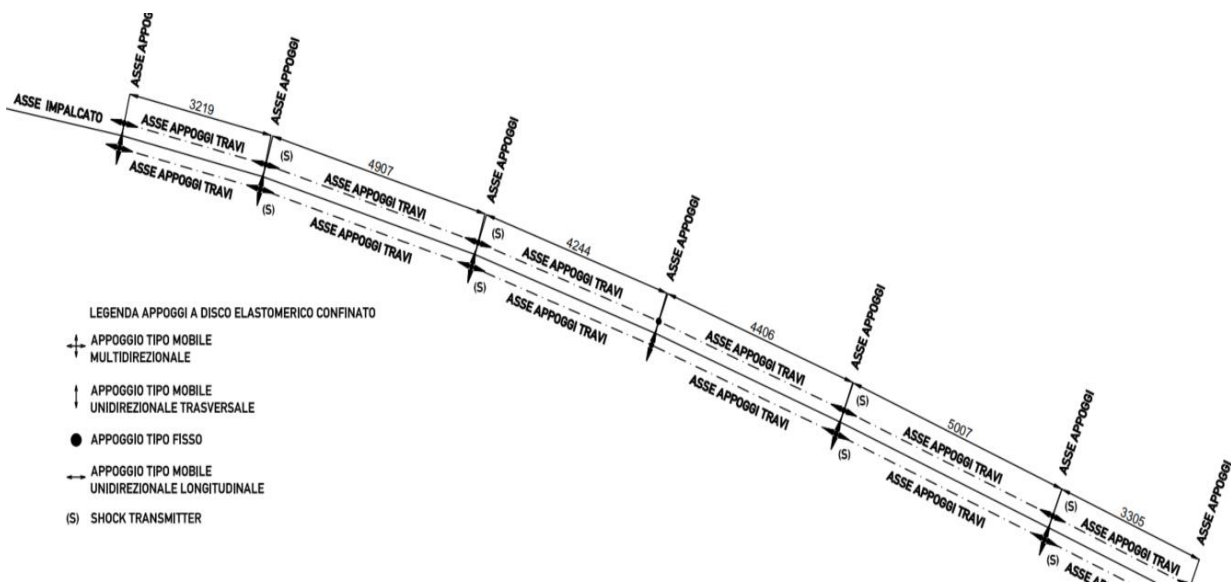 ASSE APPOGGI
ASSE APPOGGI
3219
ASSE IMPALCATO
ASSE APPOGGI TRAVI
(S)
ASSE APPOGGI TRAVI
(S)
4907
ASSE APPOGGI
ASSE APPOGGI TRAVI
(S)
ASSE APPOGGI TRAVI
(S)
4244
ASSE APPOGGI
ASSE APPOGGI TRAVI
ASSE APPOGGI TRAVI
4406
ASSE APPOGGI
ASSE APPOGGI TRAVI
(S)
ASSE APPOGGI TRAVI
(S)
5007
ASSE APPOGGI
ASSE APPOGGI TRAVI
(S)
ASSE APPOGGI TRAVI
(S)
3305
ASSE APPOGGI
ASSE APPOGGI TRAVI
ASSE
LEGENDA APPOGGI A DISCO ELASTOMERICO CONFINATO
APPOGGIO TIPO MOBILE
MULTIDIREZIONALE
APPOGGIO TIPO MOBILE
UNIDIREZIONALE TRASVERSALE
APPOGGIO TIPO FISSO
APPOGGIO TIPO MOBILE
UNIDIREZIONALE LONGITUDINALE
(S) SHOCK TRANSMITTER